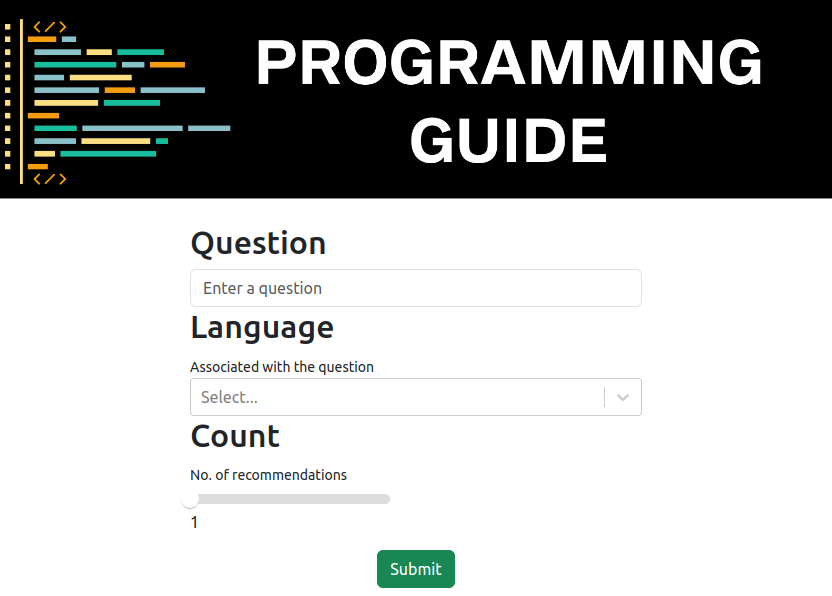 </>
PROGRAMMING
GUIDE
</>
Question
Enter a question
Language
Associated with the question
Select...
Count
No. of recommendations
1
Submit